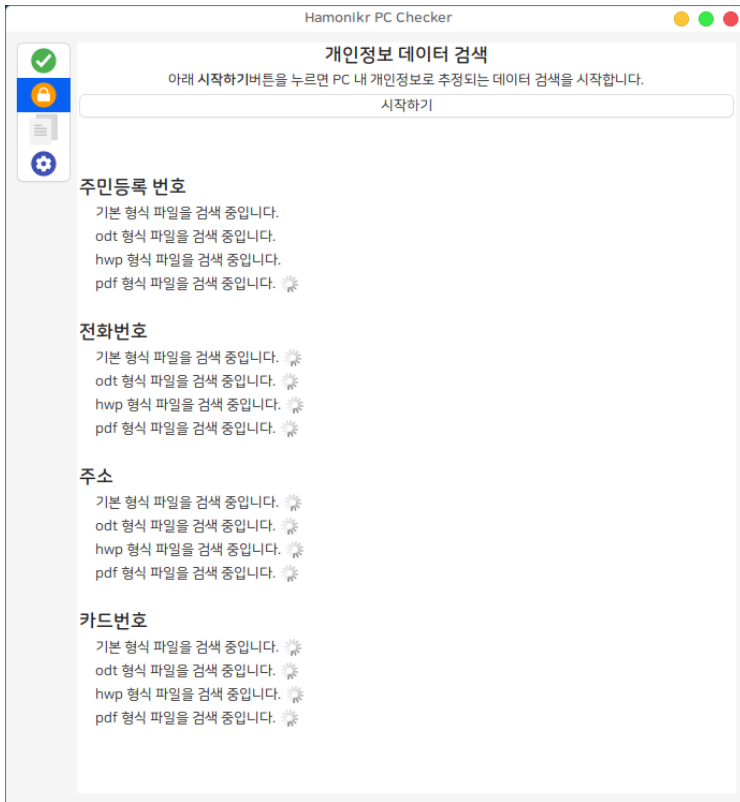 Hamonikr PC Checker
개인정보 데이터 검색
아래 시작하기버튼을 누르면 PC 내 개인정보로 추정되는 데이터 검색을 시작합니다.
시작하기
주민등록 번호
기본 형식 파일을 검색 중입니다.
odt 형식 파일을 검색 중입니다.
hwp 형식 파일을 검색 중입니다.
pdf 형식 파일을 검색 중입니다.
전화번호
기본 형식 파일을 검색 중입니다.
odt 형식 파일을 검색 중입니다.
hwp 형식 파일을 검색 중입니다.
pdf 형식 파일을 검색 중입니다.
주소
기본 형식 파일을 검색 중입니다.
odt 형식 파일을 검색 중입니다.
hwp 형식 파일을 검색 중입니다.
pdf 형식 파일을 검색 중입니다.
카드번호
기본 형식 파일을 검색 중입니다.
odt 형식 파일을 검색 중입니다.
hwp 형식 파일을 검색 중입니다.
pdf 형식 파일을 검색 중입니다.